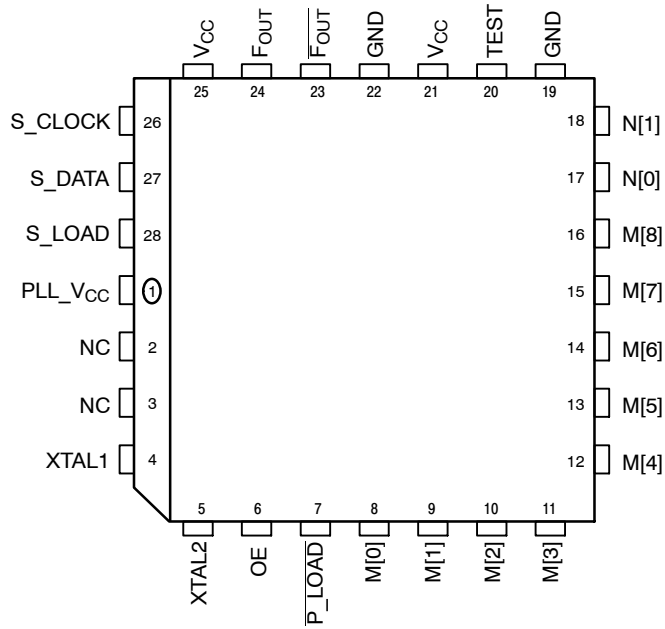 VCC
FOUT
F̅O̅U̅T̅
GND
VCC
TEST
GND
25
24
23
22
21
20
19
S_CLOCK
26
18
N[1]
S_DATA
27
17
N[0]
S_LOAD
28
16
M[8]
PLL_VCC
1
15
M[7]
NC
2
14
M[6]
NC
3
13
M[5]
XTAL1
4
12
M[4]
5
6
7
8
9
10
11
XTAL2
OE
P̅_̅L̅O̅A̅D̅
M[0]
M[1]
M[2]
M[3]